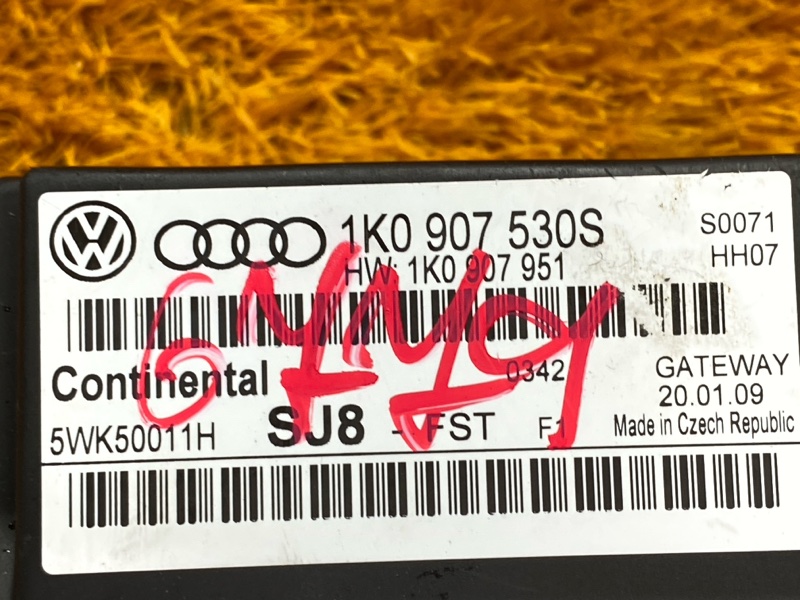 1K0 907 530S
S0071
HW: 1K0 907 951
HH07
Continental
0342
GATEWAY
20.01.09
5WK50011H
SJ8 - FST F1
Made in Czech Republic